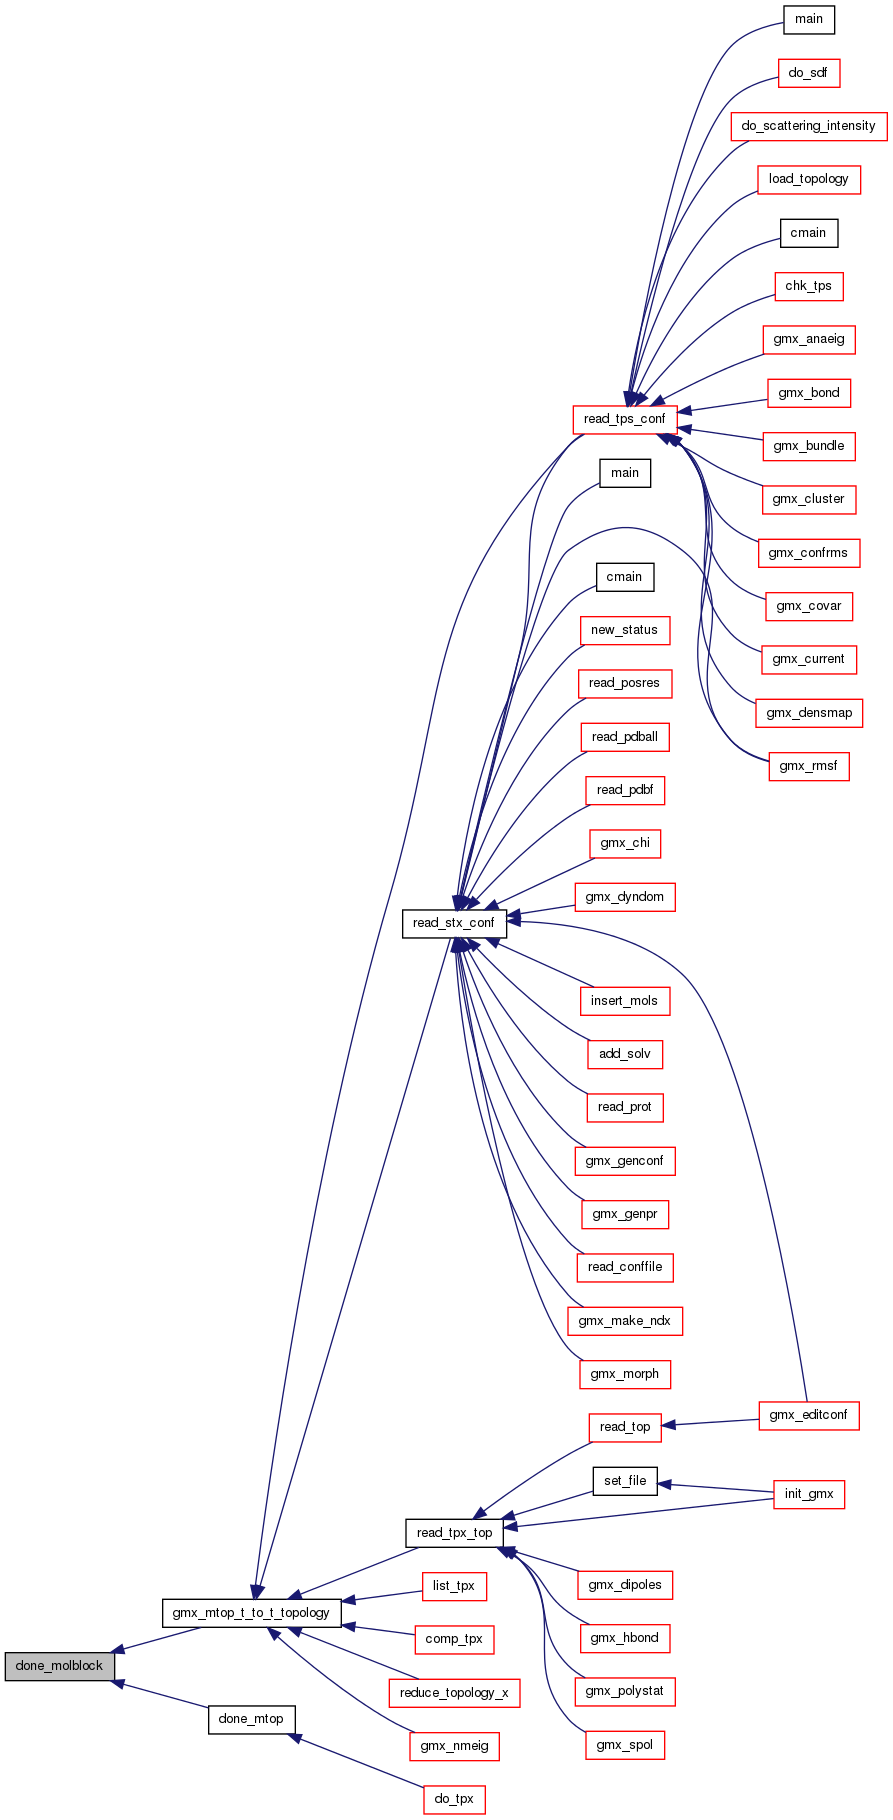 main
do_sdf
do_scattering_intensity
load_topology
cmain
chk_tps
gmx_anaeig
gmx_bond
read_tps_conf
gmx_bundle
main
gmx_cluster
gmx_confrms
cmain
gmx_covar
new_status
gmx_current
read_posres
gmx_densmap
read_pdball
gmx_rmsf
read_pdbf
gmx_chi
gmx_dyndom
read_stx_conf
insert_mols
add_solv
read_prot
gmx_genconf
gmx_genpr
read_conffile
gmx_make_ndx
gmx_morph
gmx_editconf
read_top
set_file
init_gmx
read_tpx_top
list_tpx
gmx_dipoles
gmx_mtop_t_to_t_topology
comp_tpx
gmx_hbond
done_molblock
reduce_topology_x
gmx_polystat
done_mtop
gmx_nmeig
gmx_spol
do_tpx